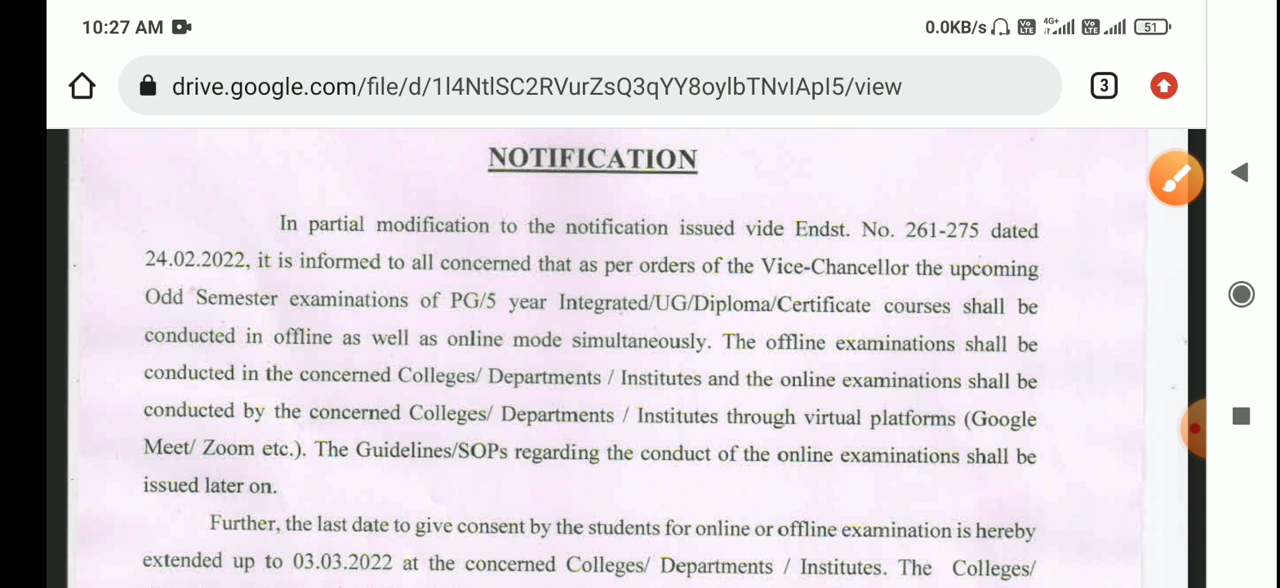 10:27 AM
0.0KB/s Vo LTE 4G+ Vo LTE 51
drive.google.com/file/d/1l4NtlSC2RVurZsQ3qYY8oylbTNvIApI5/view 3
NOTIFICATION
In partial modification to the notification issued vide Endst. No. 261-275 dated
24.02.2022, it is informed to all concerned that as per orders of the Vice-Chancellor the upcoming
Odd Semester examinations of PG/5 year Integrated/UG/Diploma/Certificate courses shall be
conducted in offline as well as online mode simultaneously. The offline examinations shall be
conducted in the concerned Colleges/ Departments / Institutes and the online examinations shall be
conducted by the concerned Colleges/ Departments / Institutes through virtual platforms (Google
Meet/ Zoom etc.). The Guidelines/SOPs regarding the conduct of the online examinations shall be
issued later on.
Further, the last date to give consent by the students for online or offline examination is hereby
extended up to 03.03.2022 at the concerned Colleges/ Departments / Institutes. The Colleges/